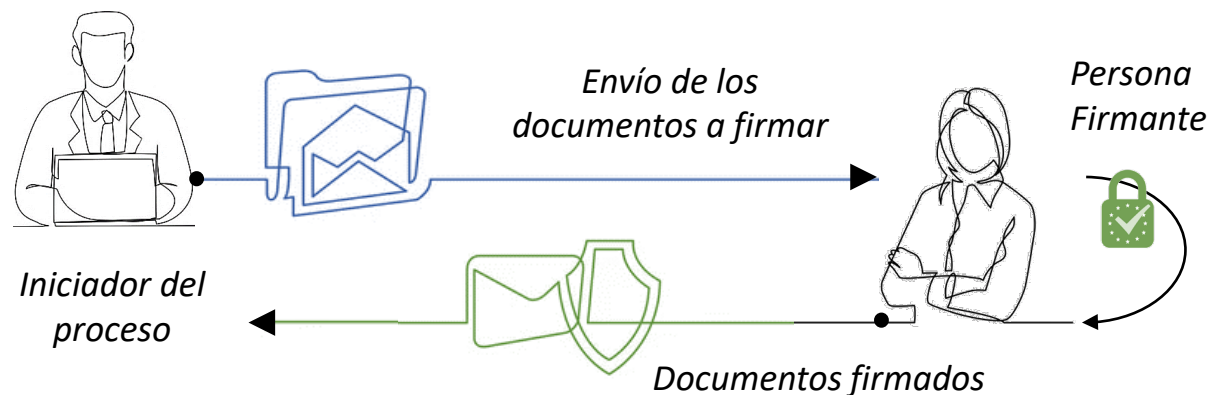 Envío de los
documentos a firmar
Persona
Firmante
Iniciador del
proceso
Documentos firmados